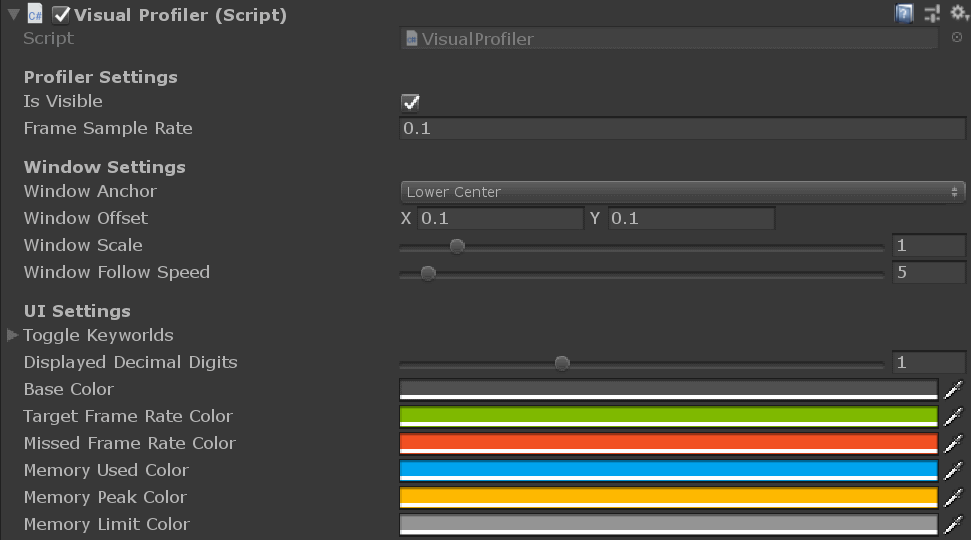 Visual Profiler (Script)
Script VisualProfiler
Profiler Settings
Is Visible
Frame Sample Rate 0.1
Window Settings
Window Anchor Lower Center
Window Offset X 0.1 Y 0.1
Window Scale 1
Window Follow Speed 5
UI Settings
Toggle Keyworlds
Displayed Decimal Digits 1
Base Color
Target Frame Rate Color
Missed Frame Rate Color
Memory Used Color
Memory Peak Color
Memory Limit Color